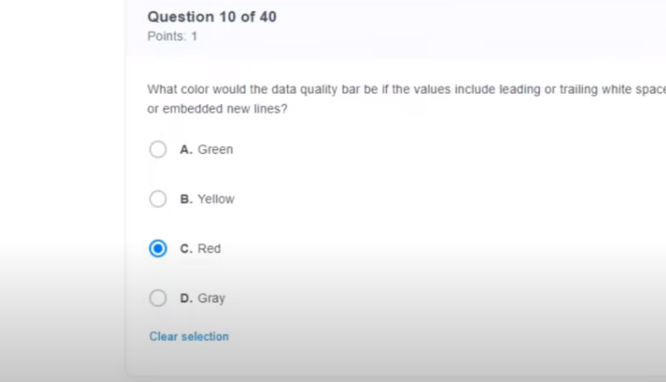 Question 10 of 40
Points: 1
What color would the data quality bar be if the values include leading or trailing white space
or embedded new lines?
A. Green
B. Yellow
C. Red
D. Gray
Clear selection